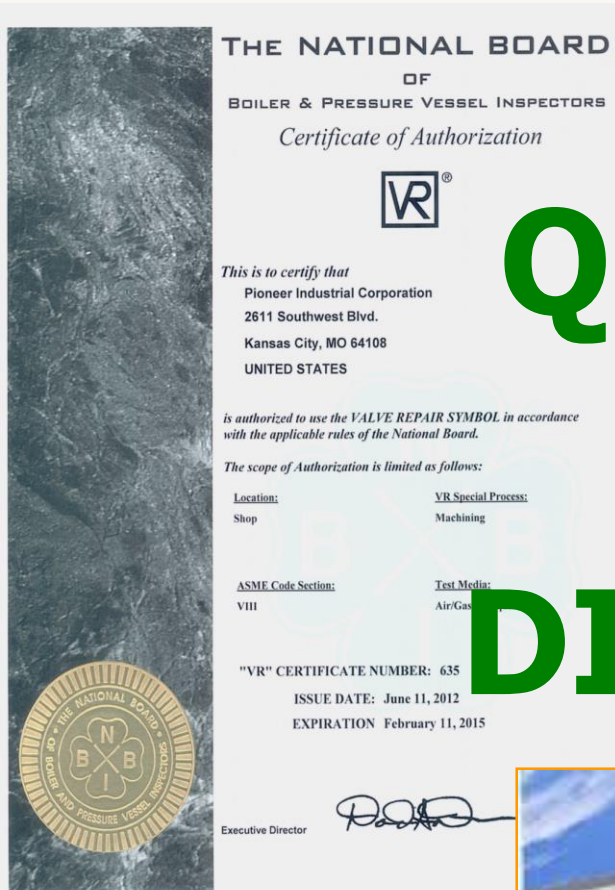 THE NATIONAL BOARD
OF
BOILER & PRESSURE VESSEL INSPECTORS
Certificate of Authorization
VR®
Q
This is to certify that
Pioneer Industrial Corporation
2611 Southwest Blvd.
Kansas City, MO 64108
UNITED STATES
is authorized to use the VALVE REPAIR SYMBOL in accordance
with the applicable rules of the National Board.
The scope of Authorization is limited as follows:
Location: VR Special Process:
Shop Machining
ASME Code Section: Test Media:
VIII Air/Gas
DI
"VR" CERTIFICATE NUMBER: 635
ISSUE DATE: June 11, 2012
EXPIRATION February 11, 2015
THE NATIONAL BOARD
OF BOILER AND PRESSURE VESSEL INSPECTORS
N
B B
I
Executive Director